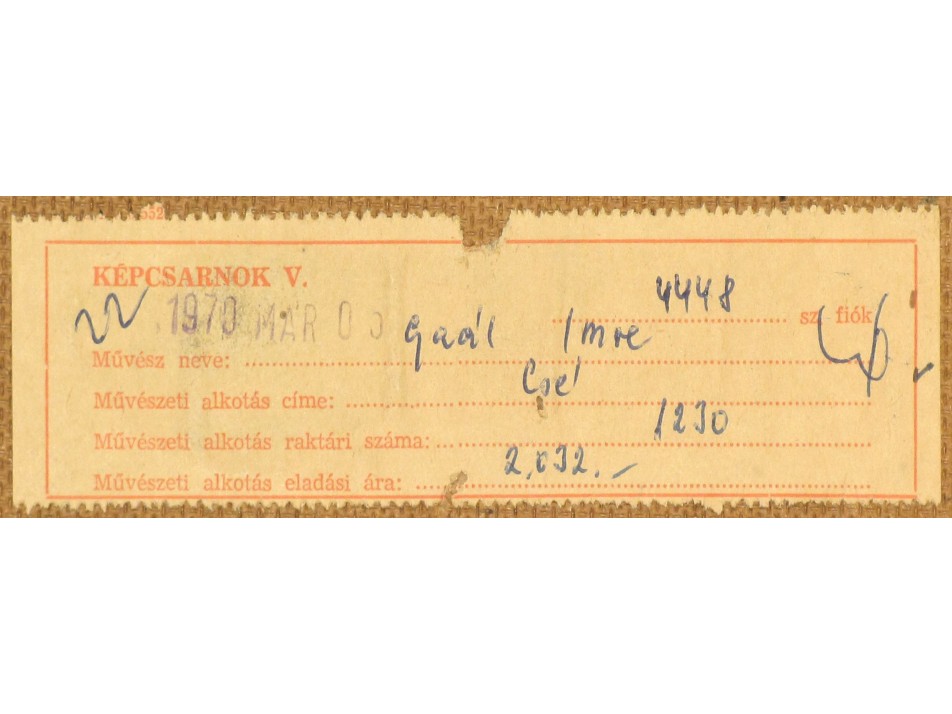 552
KÉPCSARNOK V.
1970 MÁR 0
4448 sz fiók
Művész neve: Gaál Imre
Művészeti alkotás címe:
Művészeti alkotás raktári száma: 1230
Művészeti alkotás eladási ára: 2,032.-